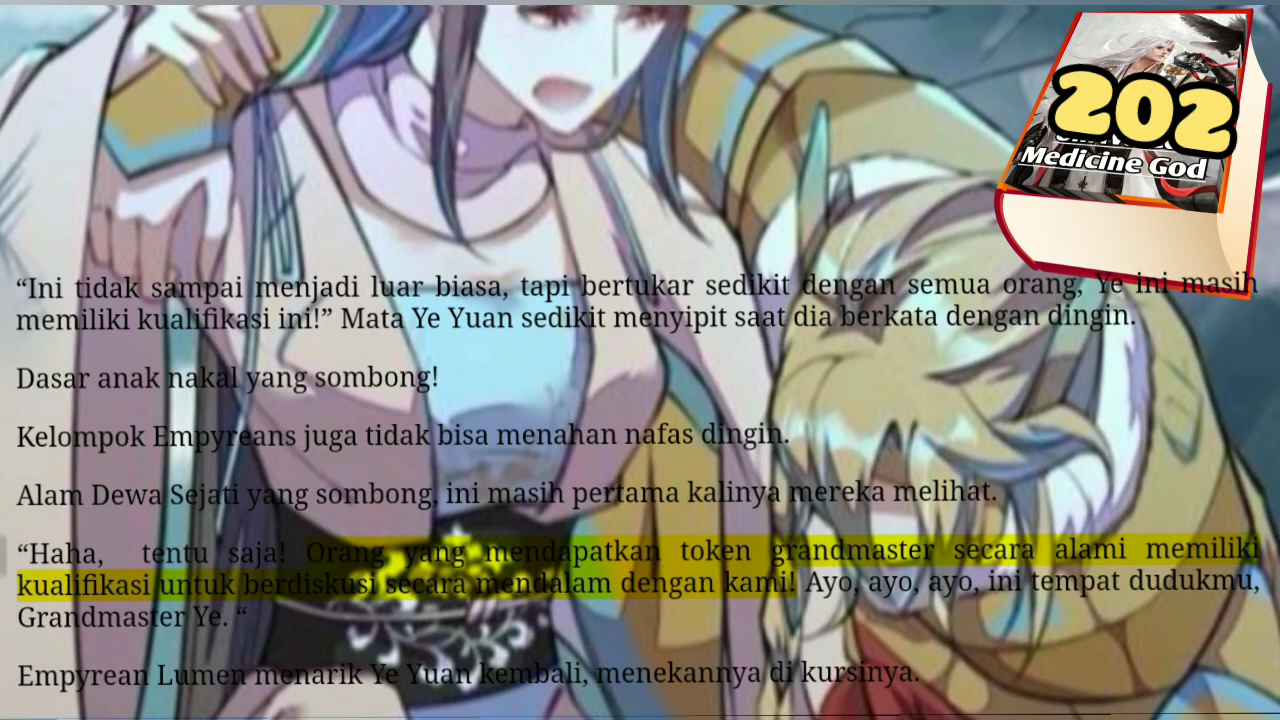 202
Medicine God
“Ini tidak sampai menjadi luar biasa, tapi bertukar sedikit dengan semua orang, Ye ini masih
memiliki kualifikasi ini!” Mata Ye Yuan sedikit menyipit saat dia berkata dengan dingin.
Dasar anak nakal yang sombong!
Kelompok Empyreans juga tidak bisa menahan nafas dingin.
Alam Dewa Sejati yang sombong, ini masih pertama kalinya mereka melihat.
“Haha, tentu saja! Orang yang mendapatkan token grandmaster secara alami memiliki
kualifikasi untuk berdiskusi secara mendalam dengan kami! Ayo, ayo, ayo, ini tempat dudukmu,
Grandmaster Ye. “
Empyrean Lumen menarik Ye Yuan kembali, menekannya di kursinya.